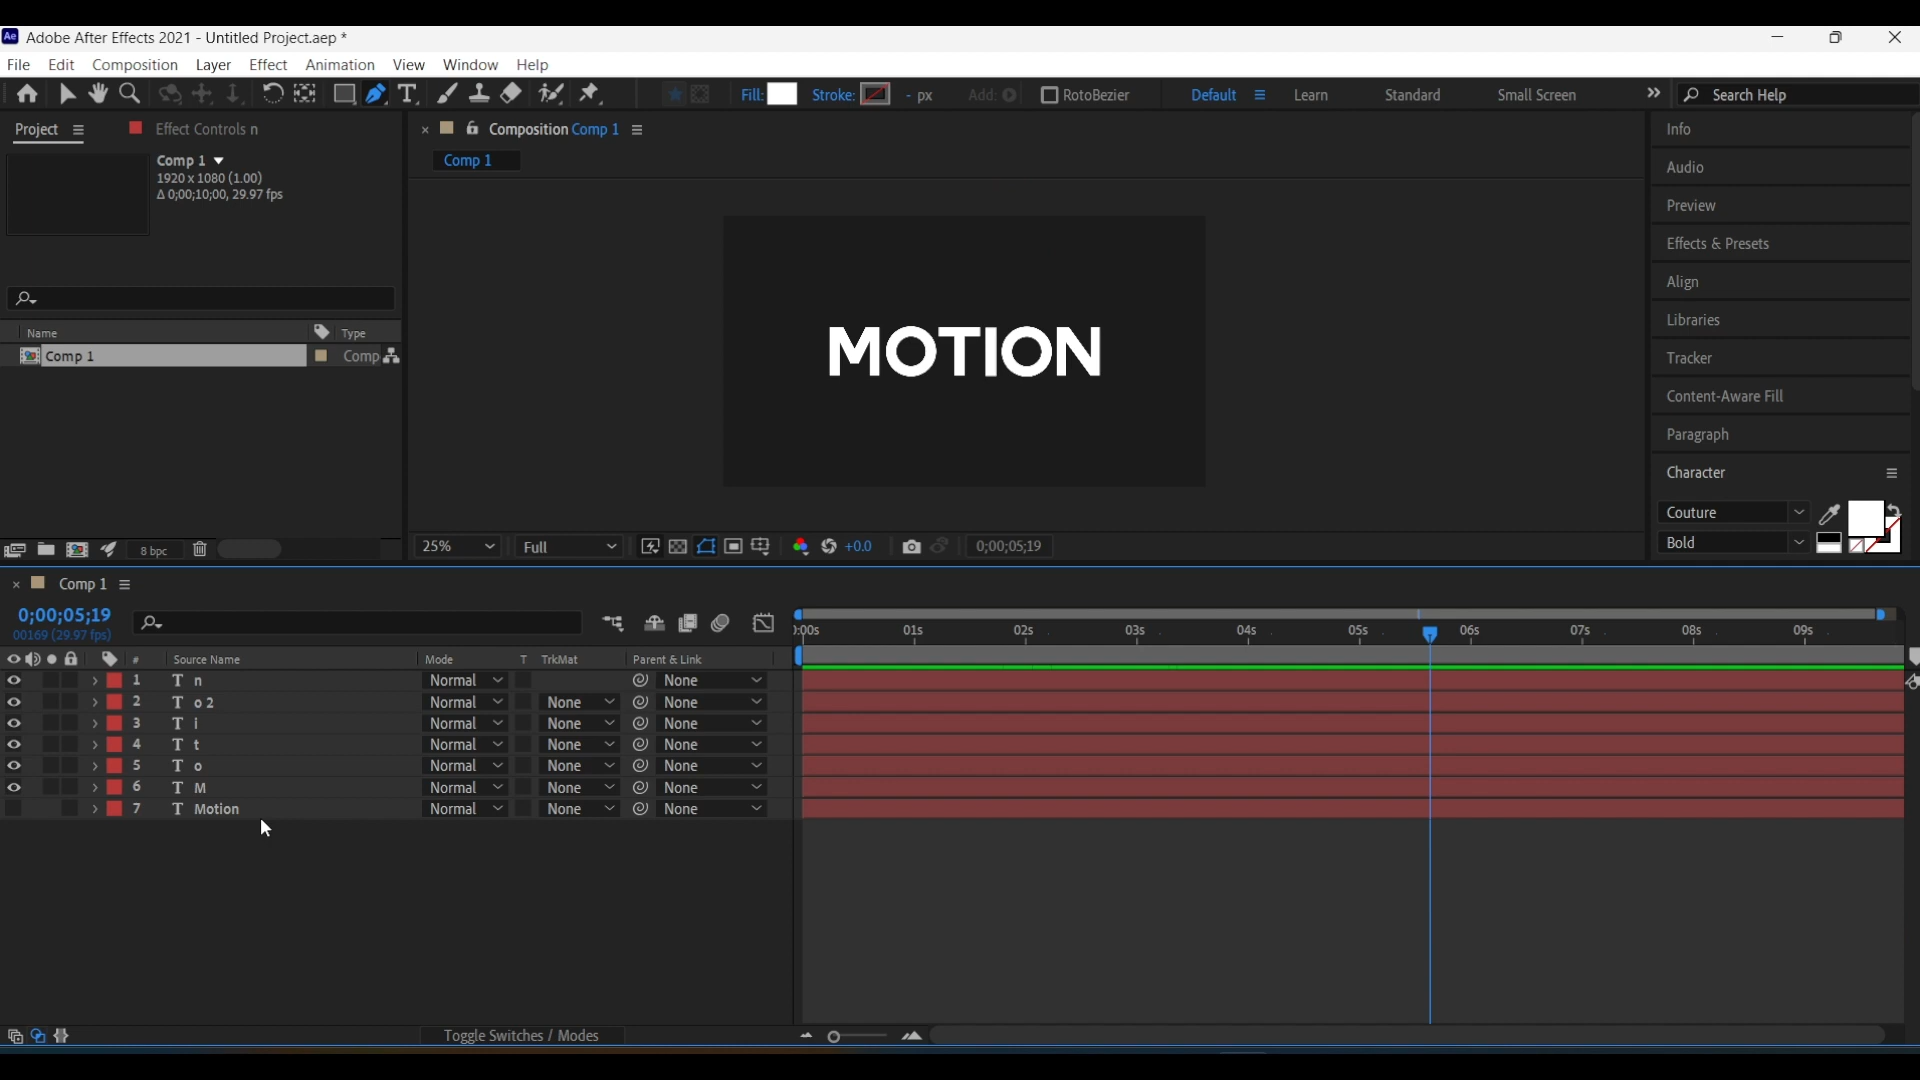 Ae Adobe After Effects 2021 - Untitled Project.aep *
File Edit Composition Layer Effect Animation View Window Help
T Fill: Stroke: - px Add: RotoBezier Default Learn Standard Small Screen Search Help
Project Effect Controls n
Composition Comp 1
Comp 1
Comp 1
1920 x 1080 (1.00)
Δ 0;00;10;00, 29.97 fps
Name Type
Comp 1 Comp
8 bpc
MOTION
25% Full +0.0 0;00;05;19
Info
Audio
Preview
Effects & Presets
Align
Libraries
Tracker
Content-Aware Fill
Paragraph
Character
Couture
Bold
Comp 1
0;00;05;19
00169 (29.97 fps)
):00s 01s 02s 03s 04s 05s 06s 07s 08s 09s
# Source Name Mode T TrkMat Parent & Link
1 T n Normal None
2 T o 2 Normal None None
3 T i Normal None None
4 T t Normal None None
5 T o Normal None None
6 T M Normal None None
7 T Motion Normal None None
Toggle Switches / Modes